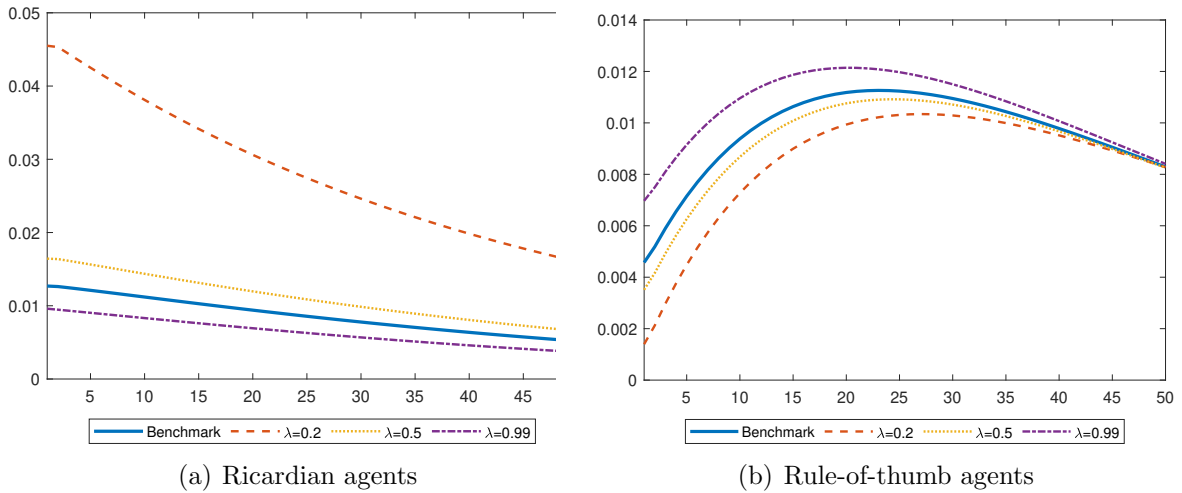 0.05
0.04
0.03
0.02
0.01
0
5 10 15 20 25 30 35 40 45
Benchmark λ=0.2 λ=0.5 λ=0.99
(a) Ricardian agents
0.014
0.012
0.01
0.008
0.006
0.004
0.002
0
5 10 15 20 25 30 35 40 45 50
Benchmark λ=0.2 λ=0.5 λ=0.99
(b) Rule-of-thumb agents